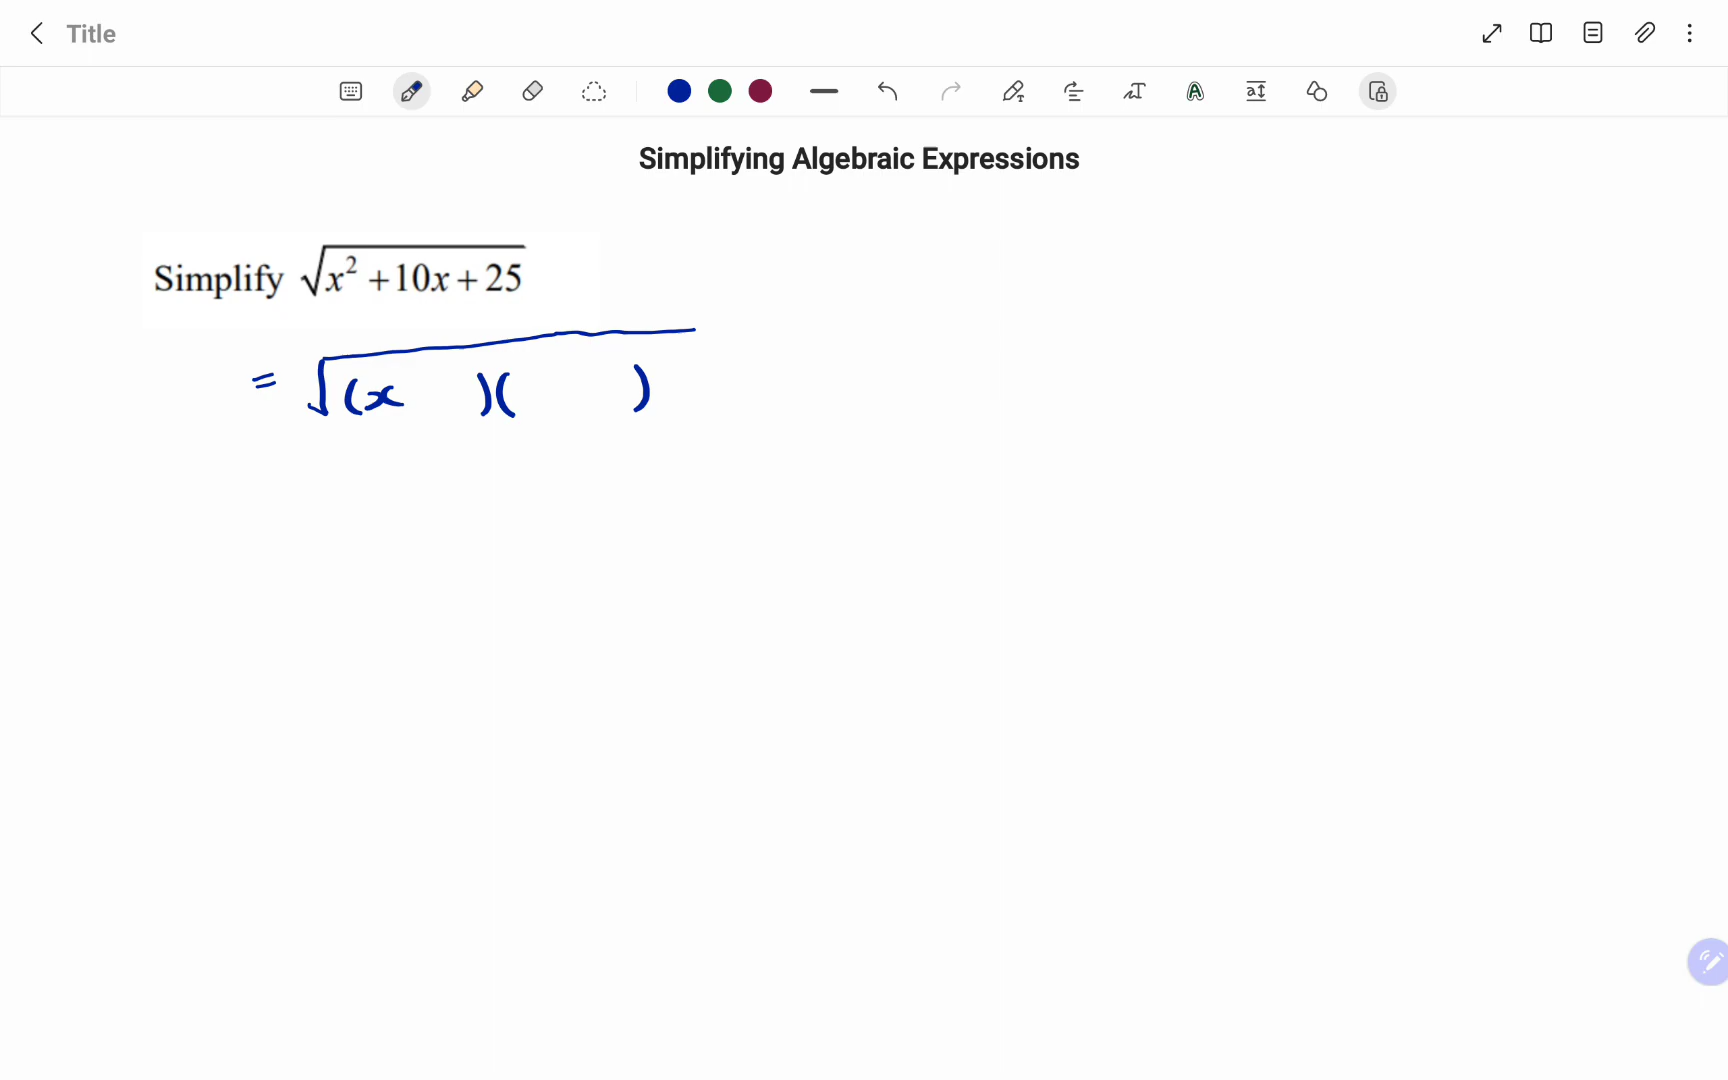 Title
Simplifying Algebraic Expressions
Simplify √(x² + 10x + 25)
= √(x )( )